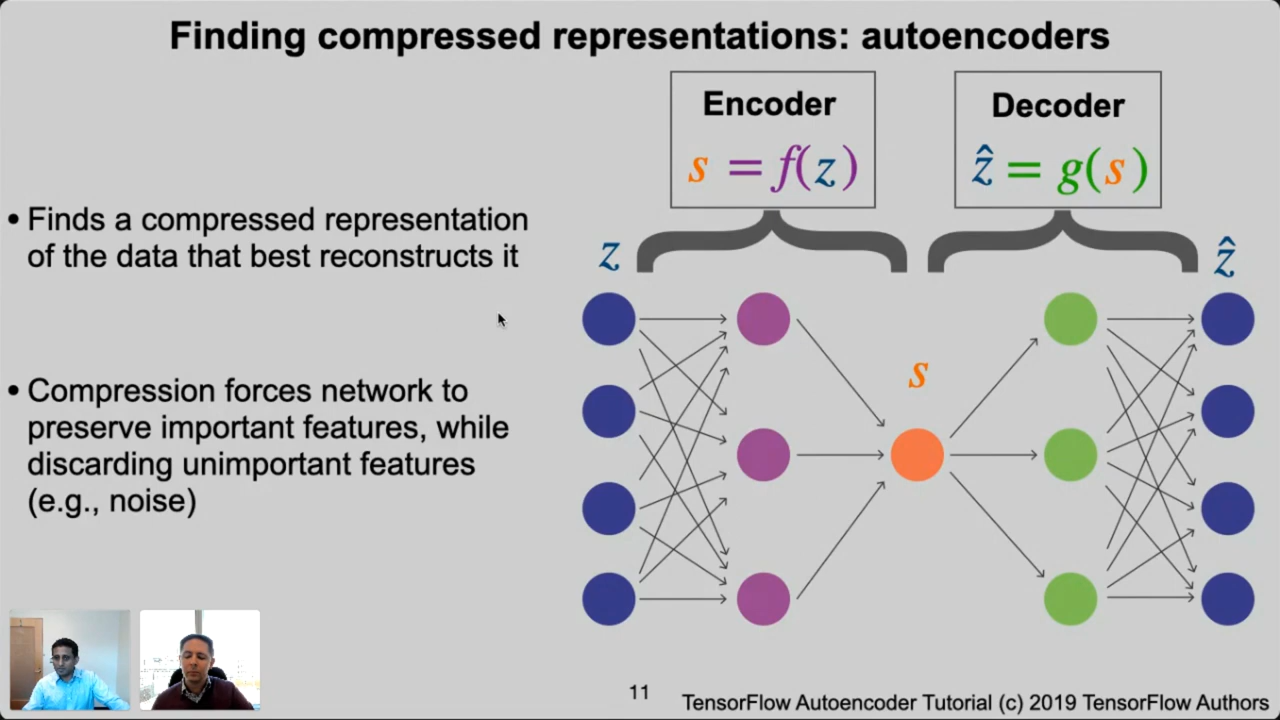 Finding compressed representations: autoencoders
Encoder
s = f(z)
Decoder
ẑ = g(s)
• Finds a compressed representation
of the data that best reconstructs it
z
ẑ
s
• Compression forces network to
preserve important features, while
discarding unimportant features
(e.g., noise)
11
TensorFlow Autoencoder Tutorial (c) 2019 TensorFlow Authors